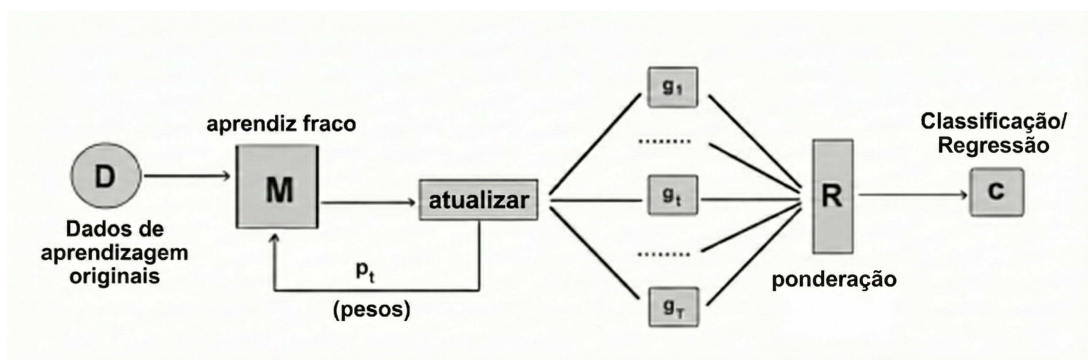 D
Dados de
aprendizagem
originais
aprendiz fraco
M
atualizar
pt
(pesos)
g1
........
gt
........
gT
R
ponderação
Classificação/
Regressão
c